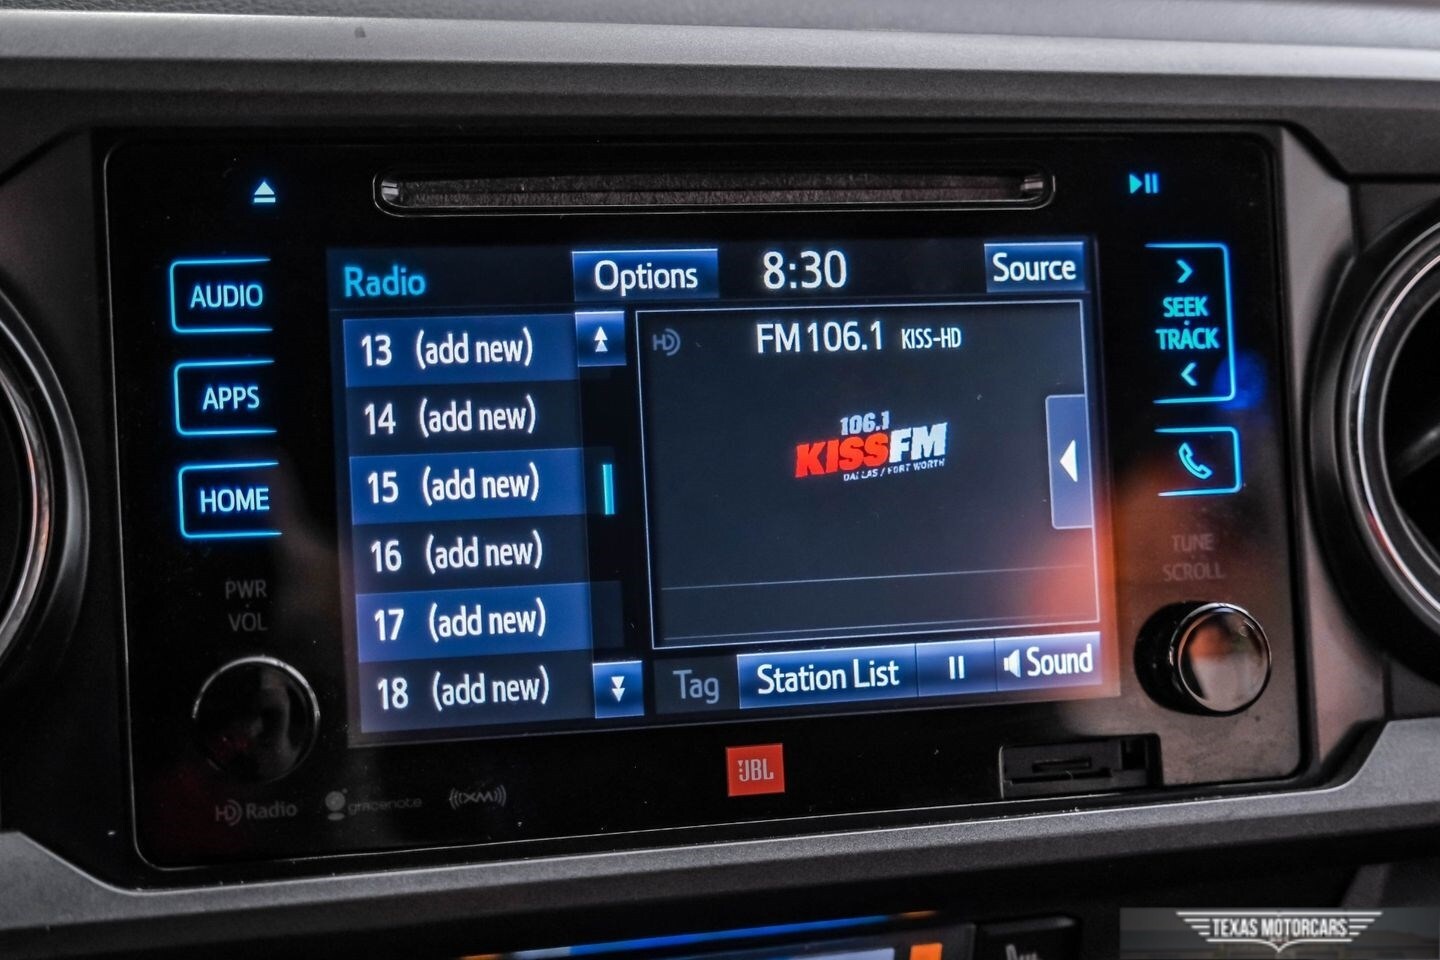 AUDIO
APPS
HOME
PWR
VOL
Radio
Options
8:30
Source
13 (add new)
14 (add new)
15 (add new)
16 (add new)
17 (add new)
18 (add new)
HD
FM 106.1 KISS-HD
106.1
KISSFM
DALLAS / FORT WORTH
Tag
Station List
Sound
SEEK
TRACK
TUNE
SCROLL
JBL
HD Radio
gracenote
((XM))
TEXAS MOTORCARS